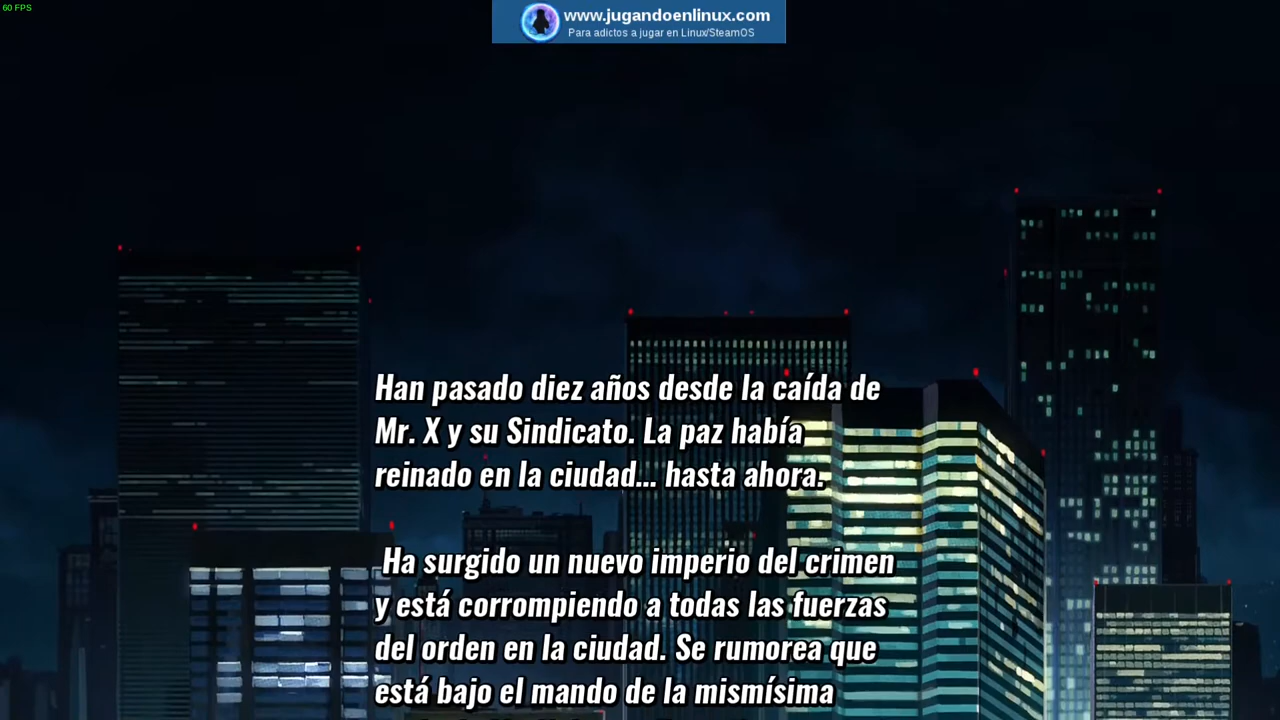 60 FPS
www.jugandoenlinux.com
Para adictos a jugar en Linux/SteamOS
Han pasado diez años desde la caída de
Mr. X y su Sindicato. La paz había
reinado en la ciudad... hasta ahora.
Ha surgido un nuevo imperio del crimen
y está corrompiendo a todas las fuerzas
del orden en la ciudad. Se rumorea que
está bajo el mando de la mismísima